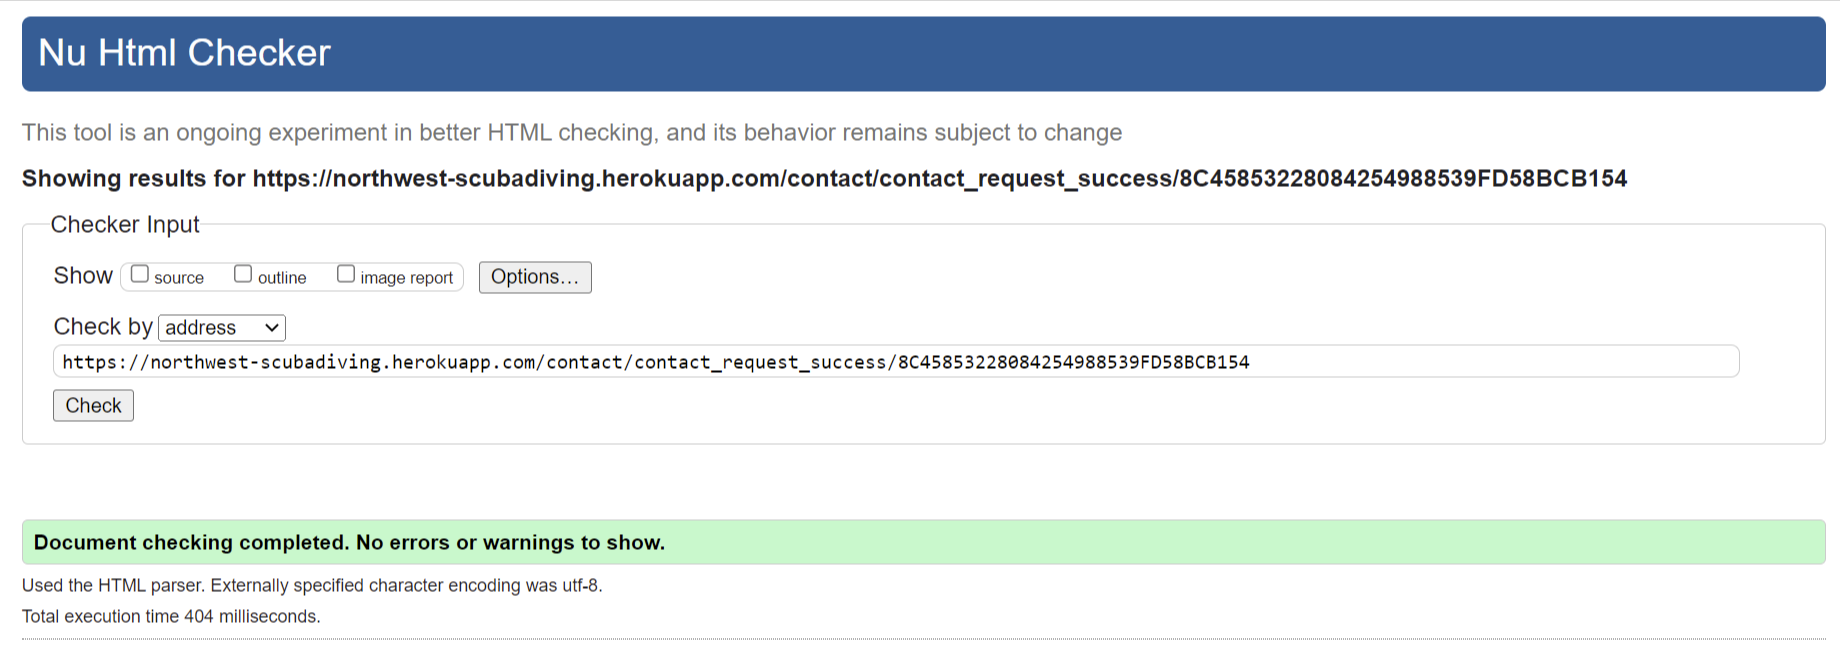 Nu Html Checker
This tool is an ongoing experiment in better HTML checking, and its behavior remains subject to change
Showing results for https://northwest-scubadiving.herokuapp.com/contact/contact_request_success/8C45853228084254988539FD58BCB154
Checker Input
Show source outline image report Options...
Check by address
https://northwest-scubadiving.herokuapp.com/contact/contact_request_success/8C45853228084254988539FD58BCB154
Check
Document checking completed. No errors or warnings to show.
Used the HTML parser. Externally specified character encoding was utf-8.
Total execution time 404 milliseconds.